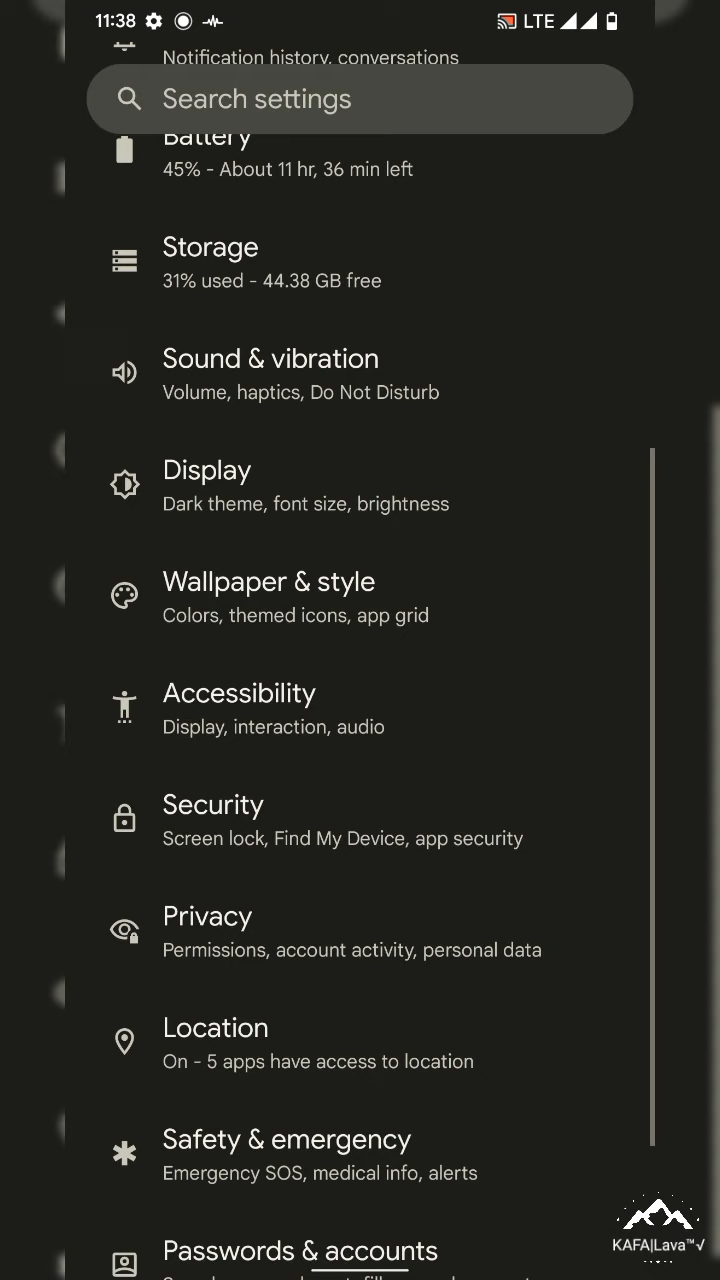 11:38 LTE
Notification history, conversations
Search settings
Battery
45% - About 11 hr, 36 min left
Storage
31% used - 44.38 GB free
Sound & vibration
Volume, haptics, Do Not Disturb
Display
Dark theme, font size, brightness
Wallpaper & style
Colors, themed icons, app grid
Accessibility
Display, interaction, audio
Security
Screen lock, Find My Device, app security
Privacy
Permissions, account activity, personal data
Location
On - 5 apps have access to location
Safety & emergency
Emergency SOS, medical info, alerts
KAFA|Lava™√
Passwords & accounts